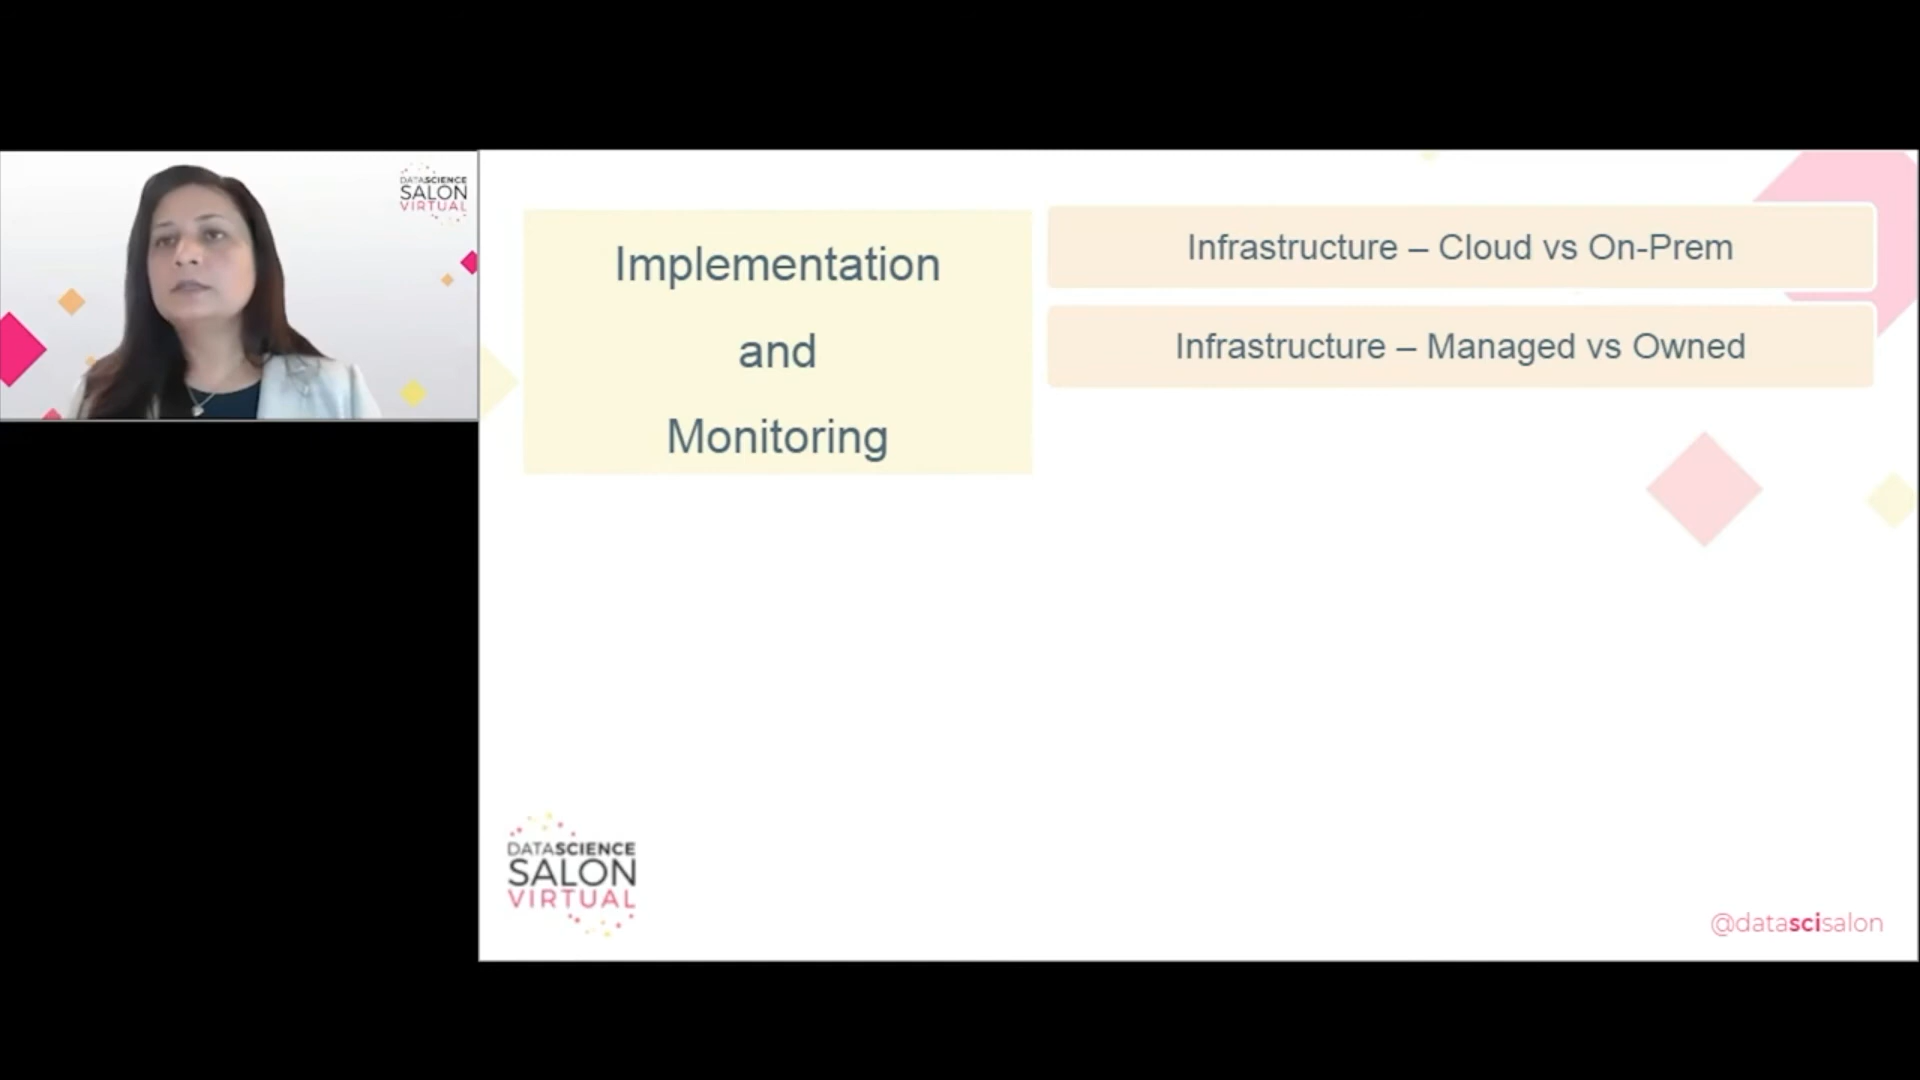 DATASCIENCE
SALON
VIRTUAL
Implementation
and
Monitoring
Infrastructure – Cloud vs On-Prem
Infrastructure – Managed vs Owned
DATASCIENCE
SALON
VIRTUAL
@datascisalon